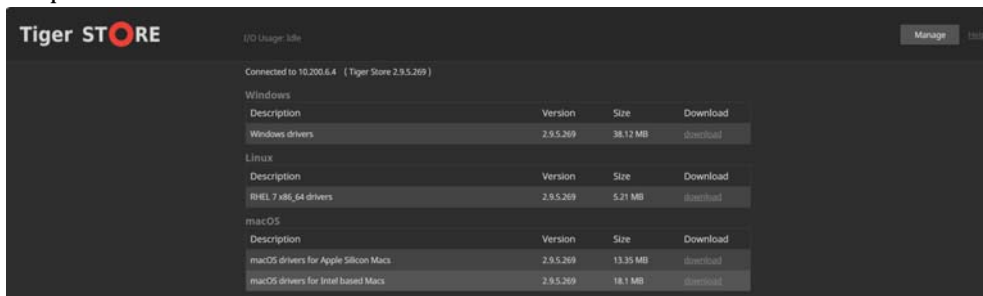 Tiger STORE
I/O Usage: Idle
Manage
Help
Connected to 10.200.6.4 ( Tiger Store 2.9.5.269 )
Windows
Description Version Size Download
Windows drivers 2.9.5.269 38.12 MB download
Linux
Description Version Size Download
RHEL 7 x86_64 drivers 2.9.5.269 5.21 MB download
macOS
Description Version Size Download
macOS drivers for Apple Silicon Macs 2.9.5.269 13.35 MB download
macOS drivers for Intel based Macs 2.9.5.269 18.1 MB download